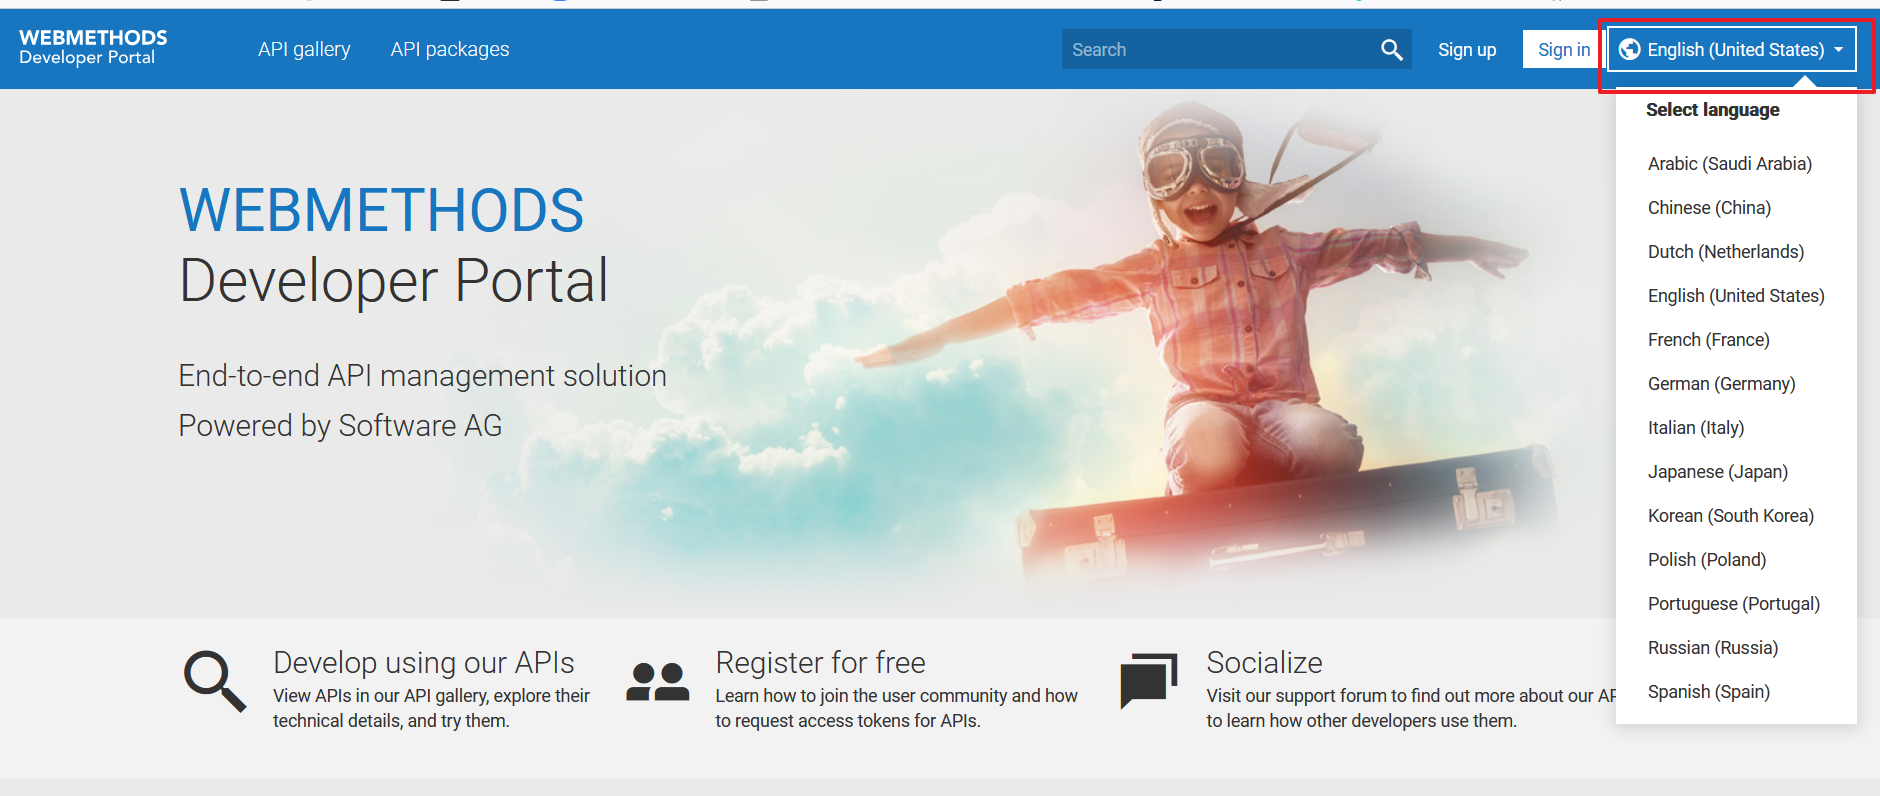 WEBMETHODS
Developer Portal
API gallery
API packages
Search
Sign up
Sign in
English (United States)
Select language
Arabic (Saudi Arabia)
Chinese (China)
Dutch (Netherlands)
English (United States)
French (France)
German (Germany)
Italian (Italy)
Japanese (Japan)
Korean (South Korea)
Polish (Poland)
Portuguese (Portugal)
Russian (Russia)
Spanish (Spain)
WEBMETHODS
Developer Portal
End-to-end API management solution
Powered by Software AG
Develop using our APIs
View APIs in our API gallery, explore their
technical details, and try them.
Register for free
Learn how to join the user community and how
to request access tokens for APIs.
Socialize
Visit our support forum to find out more about our
to learn how other developers use them.